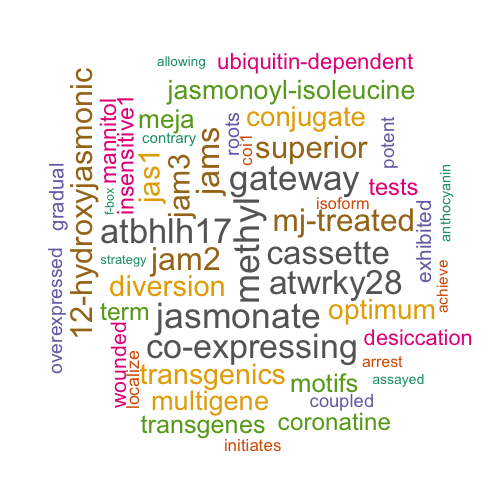 allowing
ubiquitin-dependent
jasmonoyl-isoleucine
12-hydroxyjasmonic
mannitol
insensitive1
meja
conjugate
contrary
roots
coi1
superior
potent
jas1
jam3
jams
gateway
tests
f-box
gradual
isoform
anthocyanin
atbhlh17
methyl
mj-treated
exhibited
strategy
jam2
cassette
overexpressed
diversion
atwrky28
achieve
term
jasmonate
optimum
wounded
localize
co-expressing
desiccation
arrest
transgenics
motifs
assayed
multigene
coupled
transgenes
coronatine
initiates